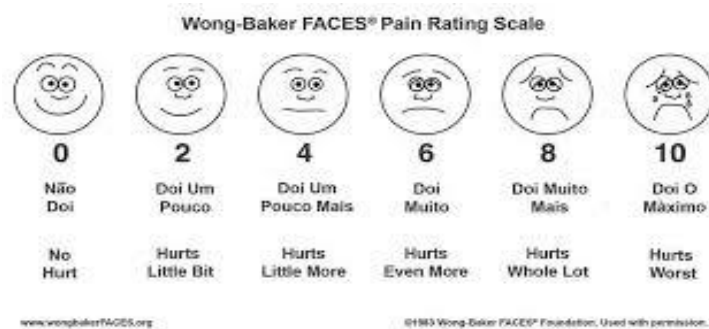 Wong-Baker FACES® Pain Rating Scale
0 2 4 6 8 10
Não Doi Um Doi Um Doi Doi Muito Doi O
Doi Pouco Pouco Mais Muito Mais Máximo
No Hurts Hurts Hurts Hurts Hurts
Hurt Little Bit Little More Even More Whole Lot Worst
www.wongbakerFACES.org ©1983 Wong-Baker FACES® Foundation. Used with permission.